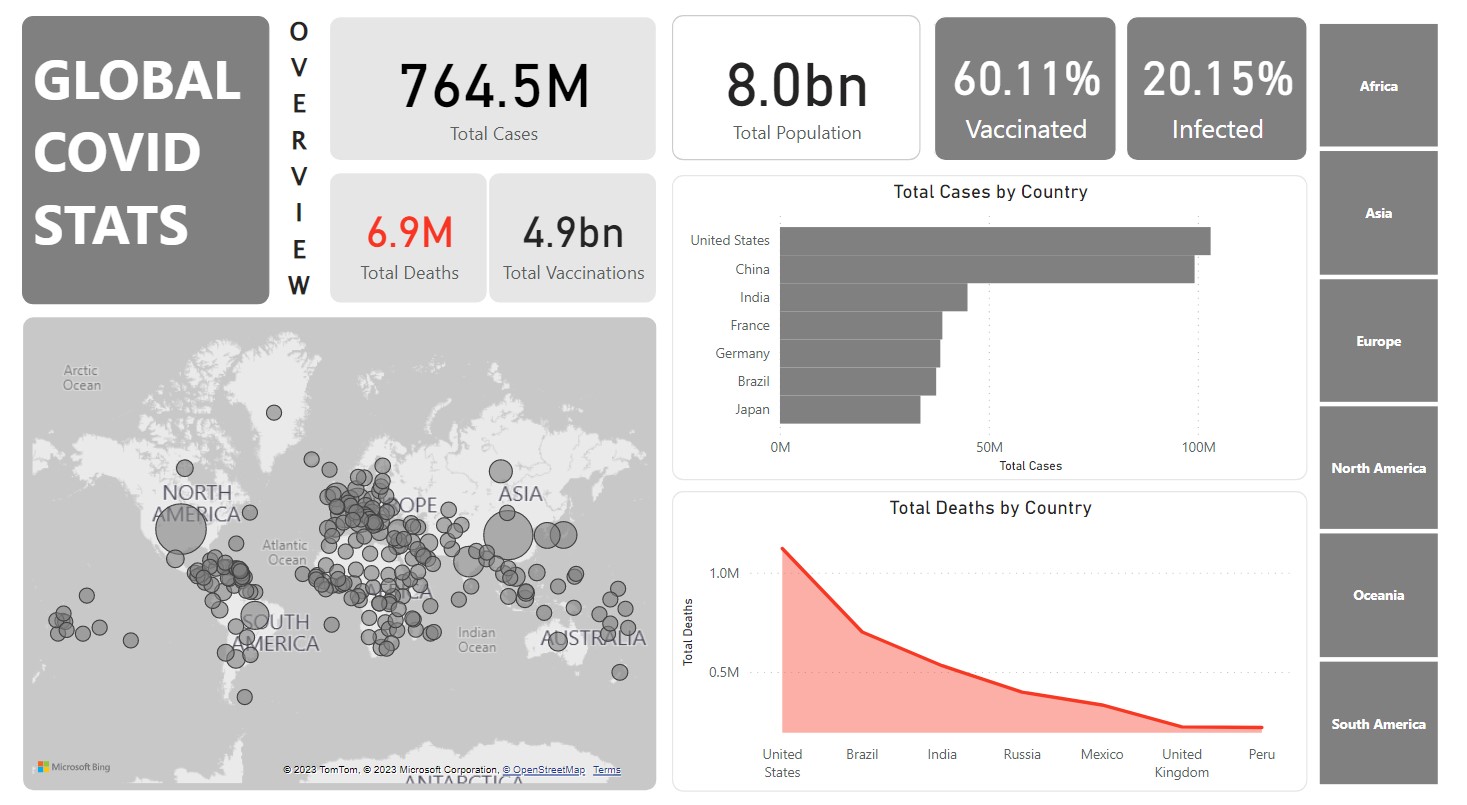 GLOBAL
COVID
STATS
OVERVIEW
764.5M
Total Cases
6.9M
Total Deaths
4.9bn
Total Vaccinations
8.0bn
Total Population
60.11%
Vaccinated
20.15%
Infected
Arctic
Ocean
NORTH
AMERICA
Atlantic
Ocean
OPE
ASIA
CA
SOUTH
AMERICA
Indian
Ocean
AUSTRALIA
ANTARCTICA
Microsoft Bing
© 2023 TomTom, © 2023 Microsoft Corporation, © OpenStreetMap Terms
Total Cases by Country
United States
China
India
France
Germany
Brazil
Japan
0M 50M 100M
Total Cases
Total Deaths by Country
Total Deaths
1.0M
0.5M
United
States
Brazil
India
Russia
Mexico
United
Kingdom
Peru
Africa
Asia
Europe
North America
Oceania
South America